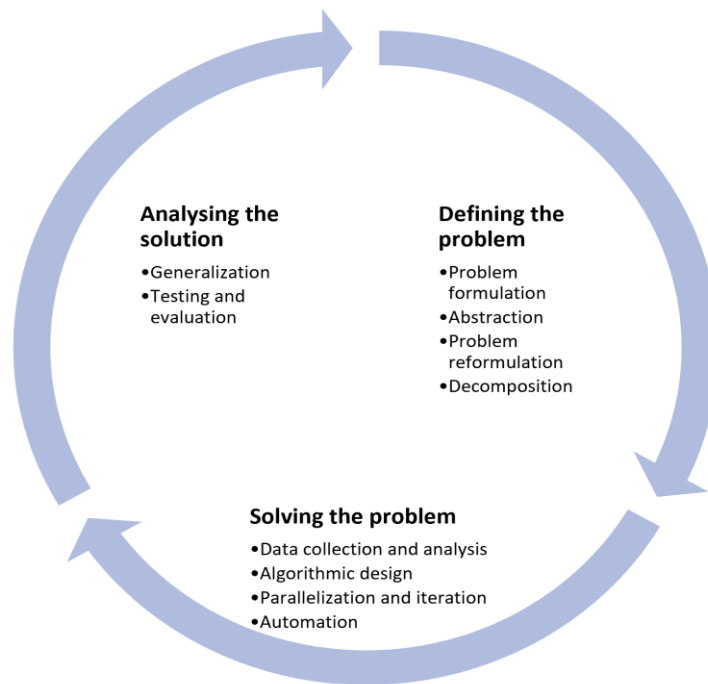 Analysing the
solution
•Generalization
•Testing and
evaluation
Defining the
problem
•Problem
formulation
•Abstraction
•Problem
reformulation
•Decomposition
Solving the problem
•Data collection and analysis
•Algorithmic design
•Parallelization and iteration
•Automation